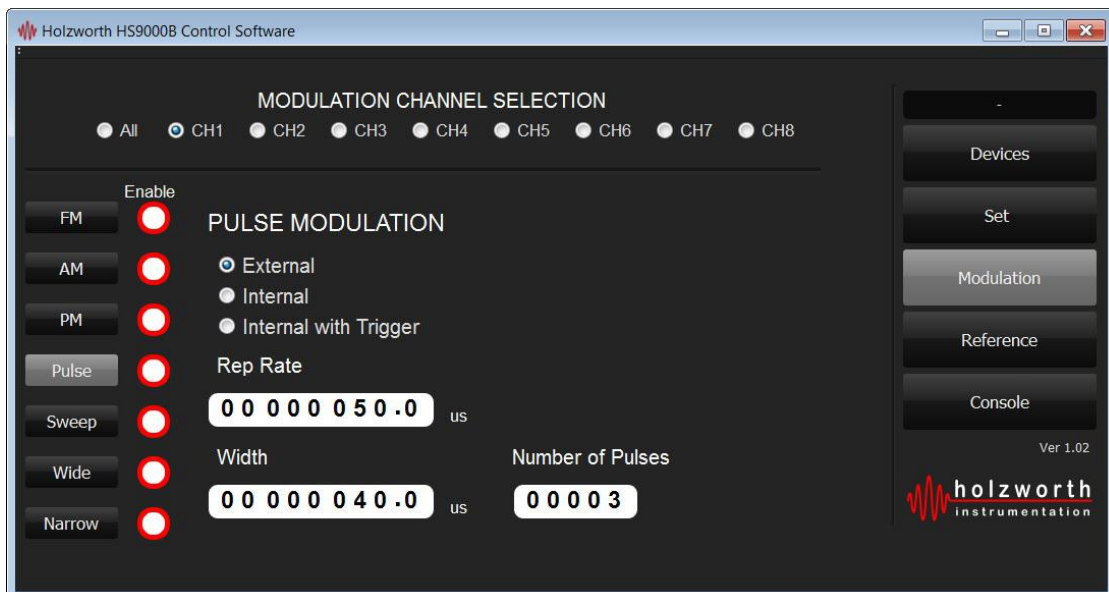 Holzworth HS9000B Control Software
MODULATION CHANNEL SELECTION
All CH1 CH2 CH3 CH4 CH5 CH6 CH7 CH8
-
Devices
Set
Modulation
Reference
Console
Ver 1.02
holzworth
instrumentation
Enable
FM
AM
PM
Pulse
Sweep
Wide
Narrow
PULSE MODULATION
External
Internal
Internal with Trigger
Rep Rate
00 000 050.0 us
Width
00 000 040.0 us
Number of Pulses
00003